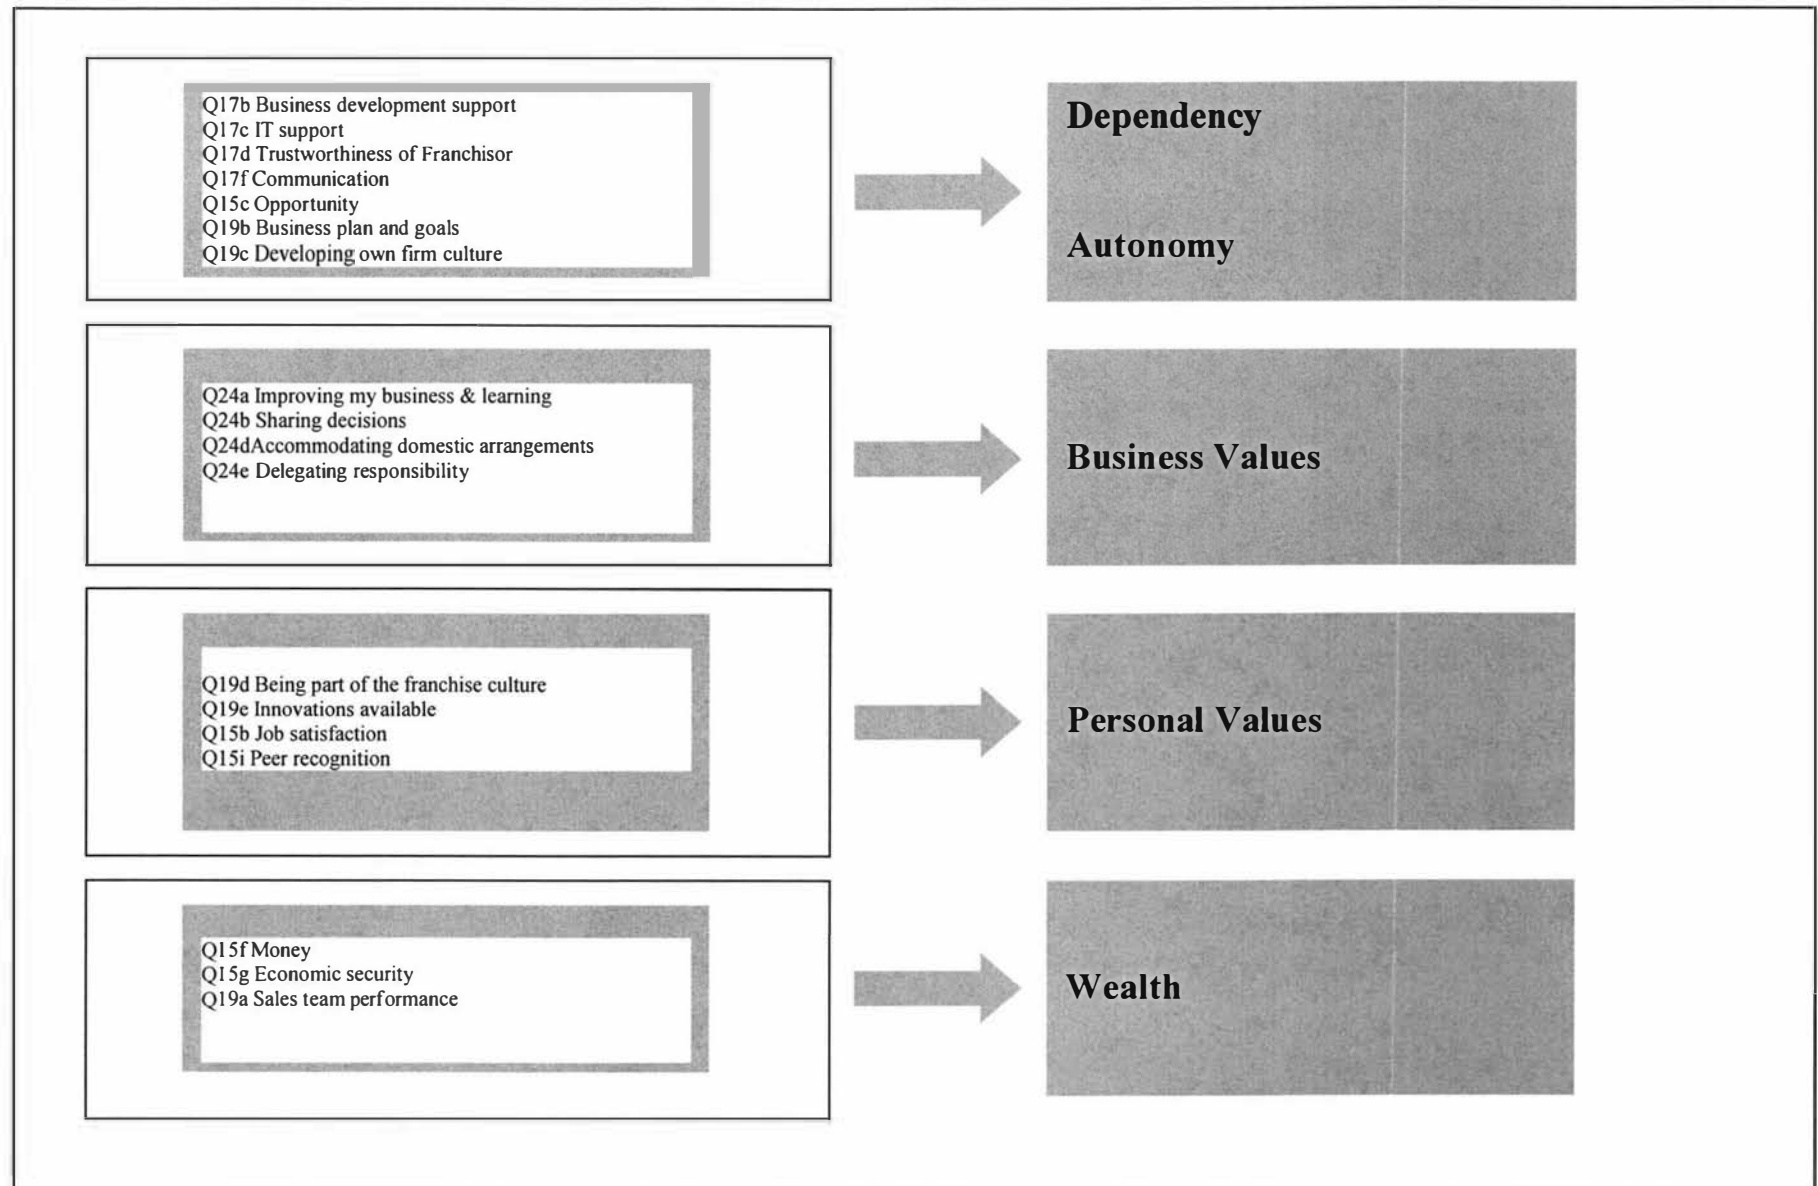 Q17b Business development support
Q17c IT support
Q17d Trustworthiness of Franchisor
Q17f Communication
Q15c Opportunity
Q19b Business plan and goals
Q19c Developing own firm culture
Dependency
Autonomy
Q24a Improving my business & learning
Q24b Sharing decisions
Q24dAccommodating domestic arrangements
Q24e Delegating responsibility
Business Values
Q19d Being part of the franchise culture
Q19e Innovations available
Q15b Job satisfaction
Q15i Peer recognition
Personal Values
Q15f Money
Q15g Economic security
Q19a Sales team performance
Wealth